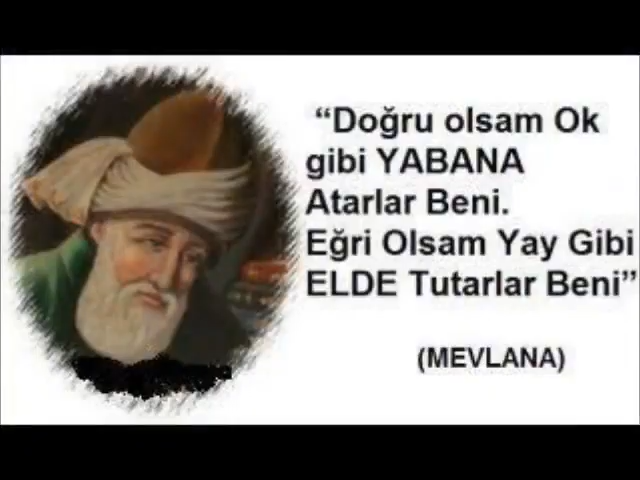 “Doğru olsam Ok
gibi YABANA
Atarlar Beni.
Eğri Olsam Yay Gibi
ELDE Tutarlar Beni”
(MEVLANA)